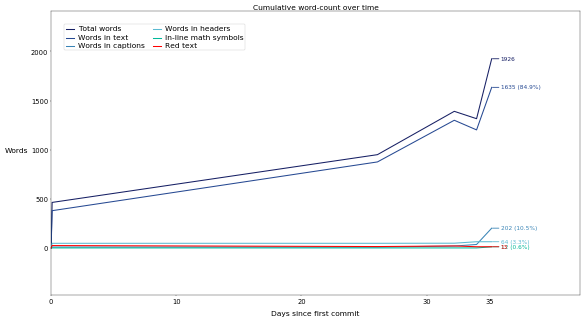 Cumulative word-count over time
Total words
Words in text
Words in captions
Words in headers
In-line math symbols
Red text
2000
1500
1000
500
0
Words
1926
1635 (84.9%)
202 (10.5%)
64 (3.3%)
(0.6%)
0
10
20
30
35
Days since first commit